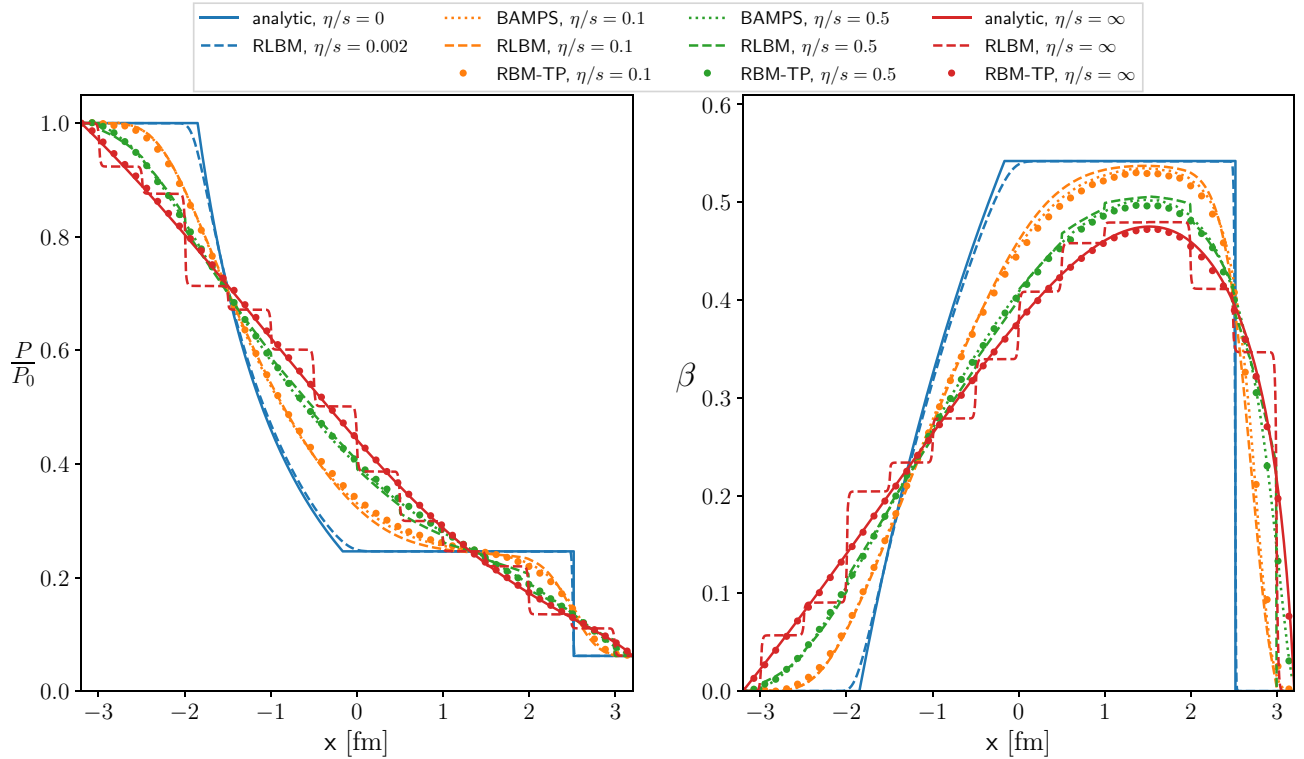 analytic, η/s = 0 BAMPS, η/s = 0.1 BAMPS, η/s = 0.5 analytic, η/s = ∞
RLBM, η/s = 0.002 RLBM, η/s = 0.1 RLBM, η/s = 0.5 RLBM, η/s = ∞
RBM-TP, η/s = 0.1 RBM-TP, η/s = 0.5 RBM-TP, η/s = ∞
1.0
0.8
0.6
0.4
0.2
0.0
P
P₀
−3 −2 −1 0 1 2 3
x [fm]
0.6
0.5
0.4
0.3
0.2
0.1
0.0
β
−3 −2 −1 0 1 2 3
x [fm]